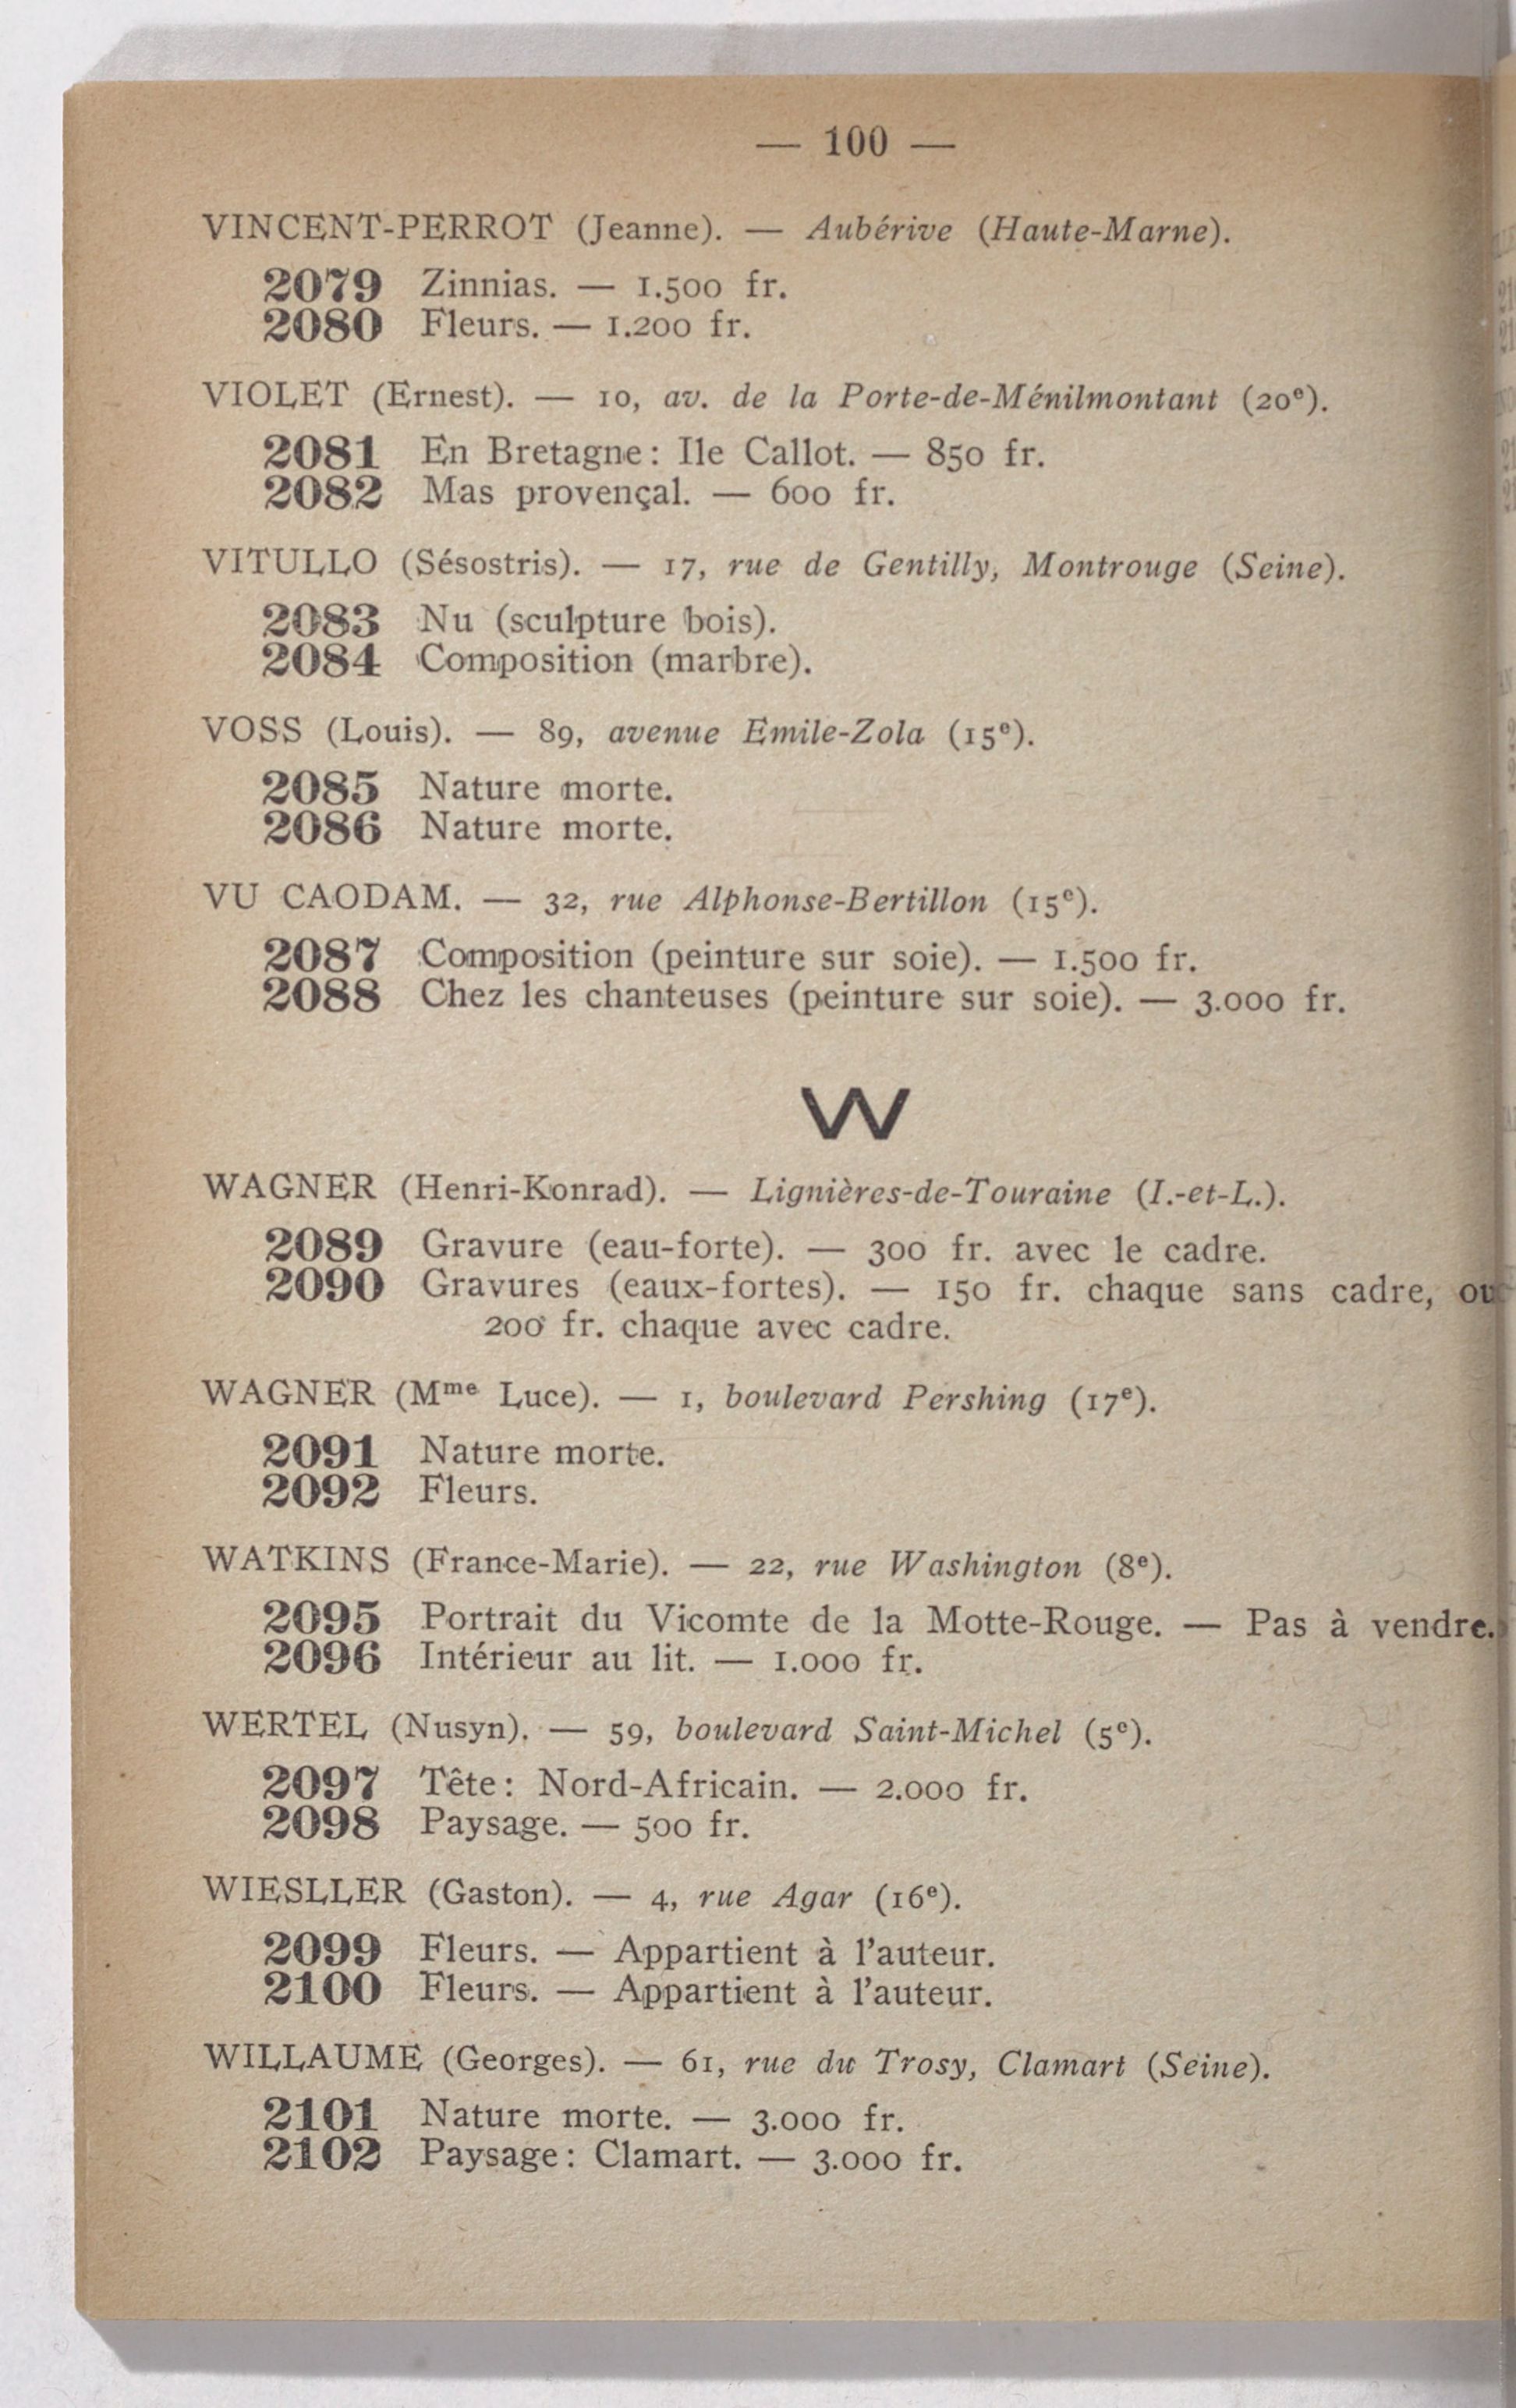 — 100 —
VINCENT-PERROT (Jeanne). — Aubérive (Haute-Marne).
2079 Zinnias. — 1.500 fr.
2080 Fleurs. — 1.200 fr.
VIOLET (Ernest). — 10, av. de la Porte-de-Ménilmontant (20e).
2081 En Bretagne : Ile Callot. — 850 fr.
2082 Mas provençal. — 600 fr.
VITULLO (Sésostris). — 17, rue de Gentilly, Montrouge (Seine).
2083 Nu (sculpture bois).
2084 Composition (marbre).
VOSS (Louis). — 89, avenue Emile-Zola (15e).
2085 Nature morte.
2086 Nature morte.
VU CAODAM. — 32, rue Alphonse-Bertillon (15e).
2087 Composition (peinture sur soie). — 1.500 fr.
2088 Chez les chanteuses (peinture sur soie). — 3.000 fr.
W
WAGNER (Henri-Konrad). — Lignières-de-Touraine (I.-et-L.).
2089 Gravure (eau-forte). — 300 fr. avec le cadre.
2090 Gravures (eaux-fortes). — 150 fr. chaque sans cadre, ou
200 fr. chaque avec cadre.
WAGNER (Mme Luce). — 1, boulevard Pershing (17e).
2091 Nature morte.
2092 Fleurs.
WATKINS (France-Marie). — 22, rue Washington (8e).
2095 Portrait du Vicomte de la Motte-Rouge. — Pas à vendre.
2096 Intérieur au lit. — 1.000 fr.
WERTEL (Nusyn). — 59, boulevard Saint-Michel (5e).
2097 Tête : Nord-Africain. — 2.000 fr.
2098 Paysage. — 500 fr.
WIESLLER (Gaston). — 4, rue Agar (16e).
2099 Fleurs. — Appartient à l'auteur.
2100 Fleurs. — Appartient à l'auteur.
WILLAUME (Georges). — 61, rue du Trosy, Clamart (Seine).
2101 Nature morte. — 3.000 fr.
2102 Paysage : Clamart. — 3.000 fr.